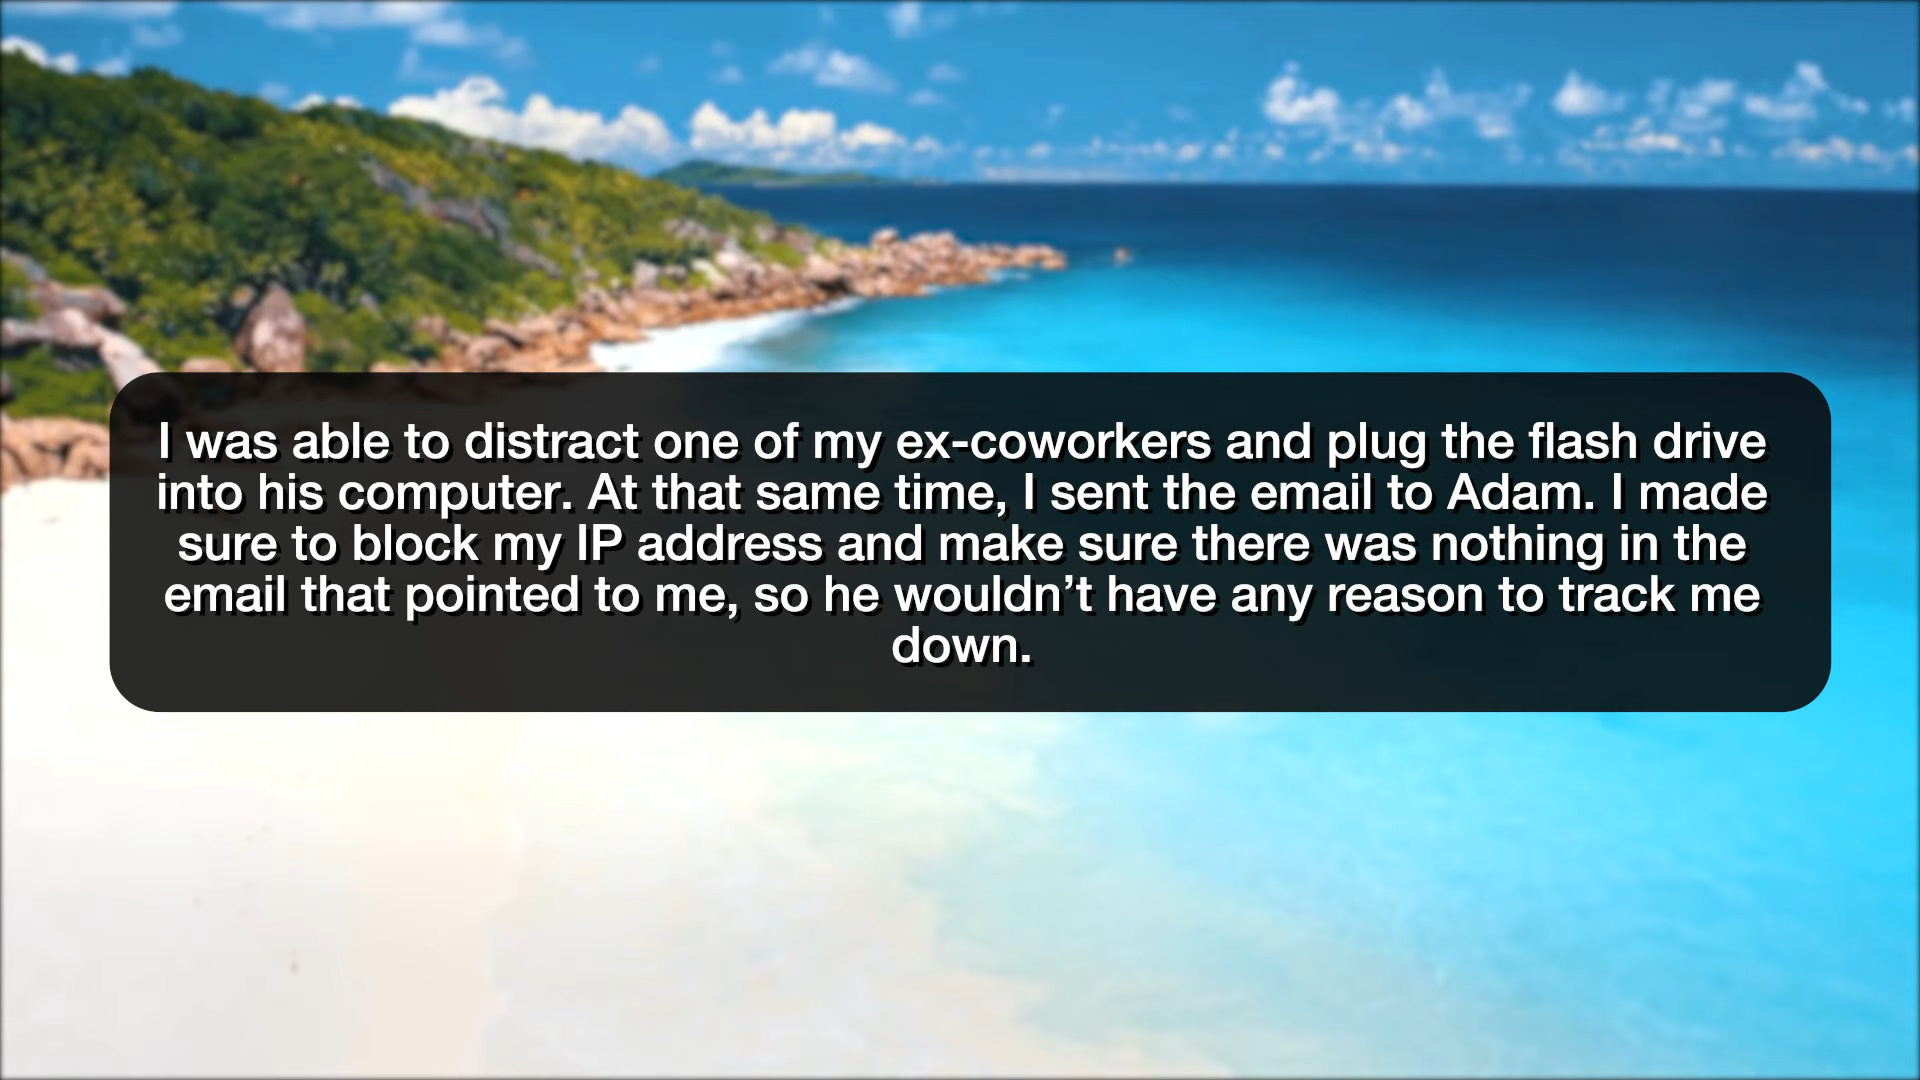 I was able to distract one of my ex-coworkers and plug the flash drive
into his computer. At that same time, I sent the email to Adam. I made
sure to block my IP address and make sure there was nothing in the
email that pointed to me, so he wouldn’t have any reason to track me
down.